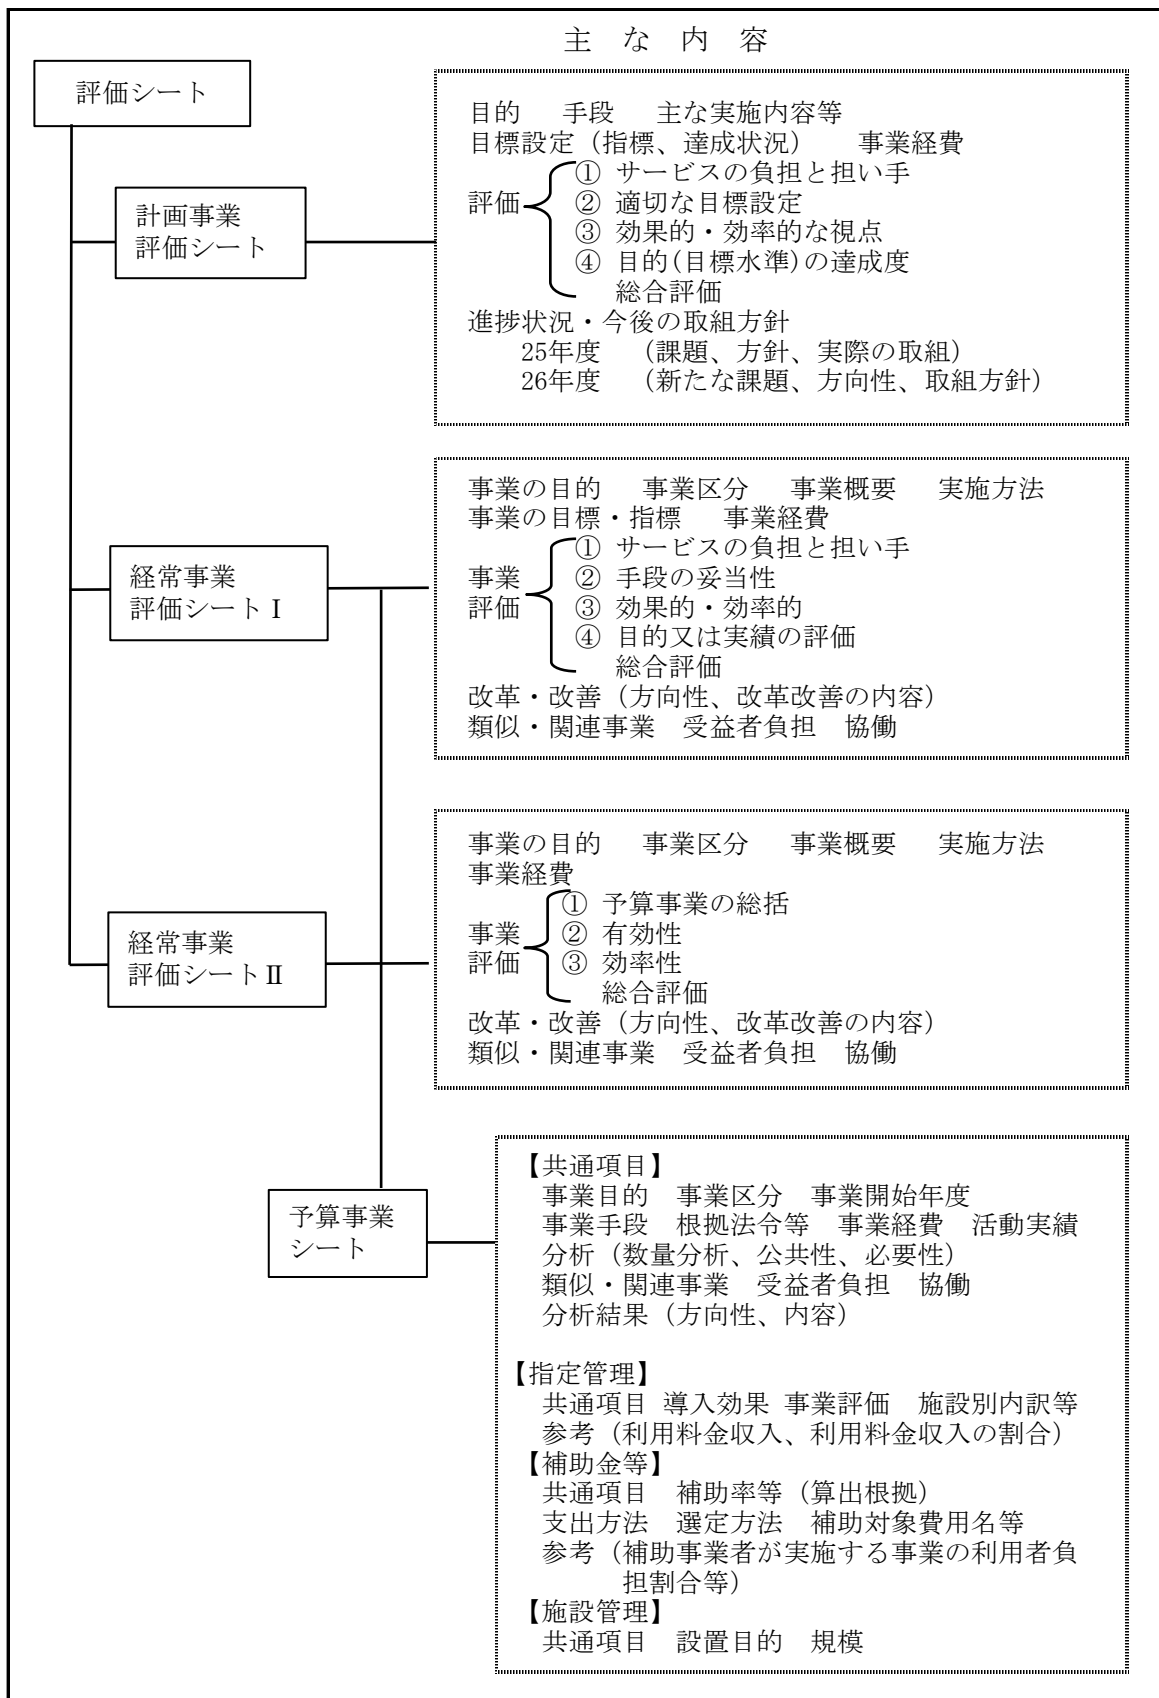 主 な 内 容
評価シート
計画事業
評価シート
目的　手段　主な実施内容等
目標設定（指標、達成状況）　事業経費
評価
① サービスの負担と担い手
② 適切な目標設定
③ 効果的・効率的な視点
④ 目的(目標水準)の達成度
総合評価
進捗状況・今後の取組方針
25年度　（課題、方針、実際の取組）
26年度　（新たな課題、方向性、取組方針）
経常事業
評価シートⅠ
事業の目的　事業区分　事業概要　実施方法
事業の目標・指標　事業経費
事業
評価
① サービスの負担と担い手
② 手段の妥当性
③ 効果的・効率的
④ 目的又は実績の評価
総合評価
改革・改善（方向性、改革改善の内容）
類似・関連事業　受益者負担　協働
経常事業
評価シートⅡ
事業の目的　事業区分　事業概要　実施方法
事業経費
事業
評価
① 予算事業の総括
② 有効性
③ 効率性
総合評価
改革・改善（方向性、改革改善の内容）
類似・関連事業　受益者負担　協働
予算事業
シート
【共通項目】
事業目的　事業区分　事業開始年度
事業手段　根拠法令等　事業経費　活動実績
分析（数量分析、公共性、必要性）
類似・関連事業　受益者負担　協働
分析結果（方向性、内容）
【指定管理】
共通項目 導入効果 事業評価　施設別内訳等
参考（利用料金収入、利用料金収入の割合）
【補助金等】
共通項目　補助率等（算出根拠）
支出方法　選定方法　補助対象費用名等
参考（補助事業者が実施する事業の利用者負
担割合等）
【施設管理】
共通項目　設置目的　規模